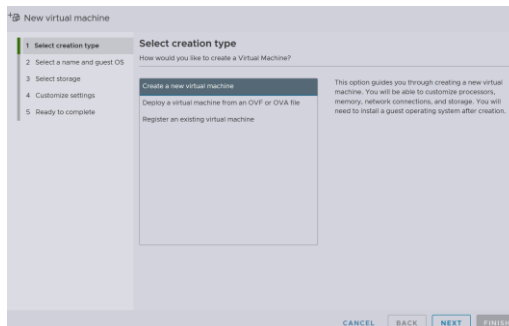 New virtual machine
1 Select creation type
2 Select a name and guest OS
3 Select storage
4 Customize settings
5 Ready to complete
Select creation type
How would you like to create a Virtual Machine?
Create a new virtual machine
Deploy a virtual machine from an OVF or OVA file
Register an existing virtual machine
This option guides you through creating a new virtual
machine. You will be able to customize processors,
memory, network connections, and storage. You will
need to install a guest operating system after creation.
CANCEL BACK NEXT FINISH